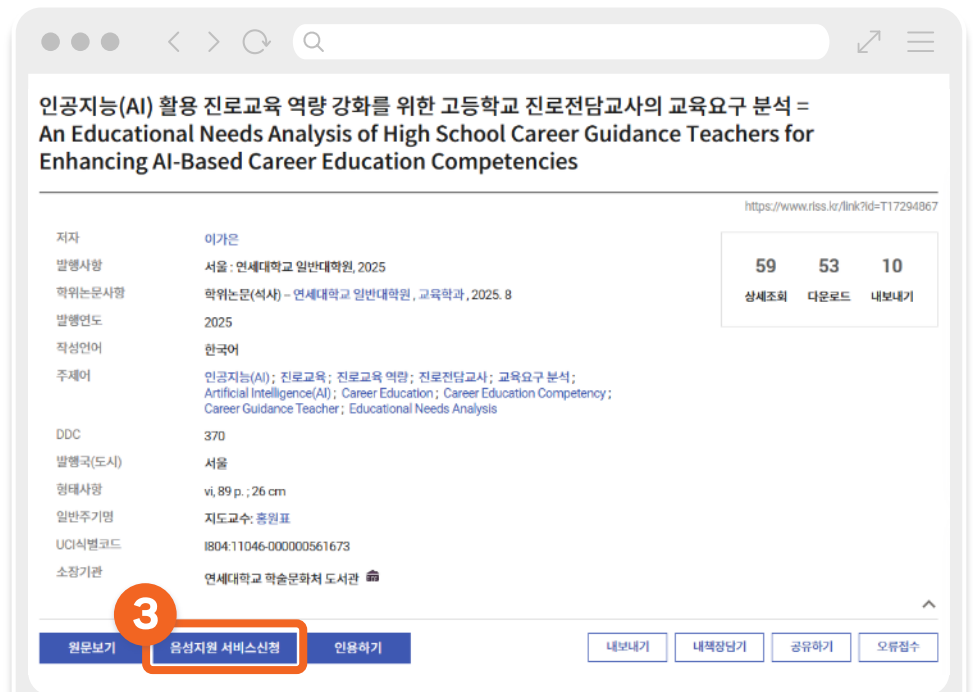 인공지능(AI) 활용 진로교육 역량 강화를 위한 고등학교 진로전담교사의 교육요구 분석 =
An Educational Needs Analysis of High School Career Guidance Teachers for
Enhancing AI-Based Career Education Competencies
https://www.riss.kr/link?id=T17294867
저자 이가은
발행사항 서울 : 연세대학교 일반대학원, 2025
학위논문사항 학위논문(석사) -- 연세대학교 일반대학원 , 교육학과 , 2025. 8
발행연도 2025
작성언어 한국어
주제어 인공지능(AI) ; 진로교육 ; 진로교육 역량 ; 진로전담교사 ; 교육요구 분석 ;
Artificial Intelligence(AI) ; Career Education ; Career Education Competency ;
Career Guidance Teacher ; Educational Needs Analysis
DDC 370
발행국(도시) 서울
형태사항 vi, 89 p. ; 26 cm
일반주기명 지도교수: 홍원표
UCI식별코드 I804:11046-000000561673
소장기관 연세대학교 학술문화처 도서관
59 53 10
상세조회 다운로드 내보내기
3
원문보기 음성지원 서비스신청 인용하기 내보내기 내책장담기 공유하기 오류접수